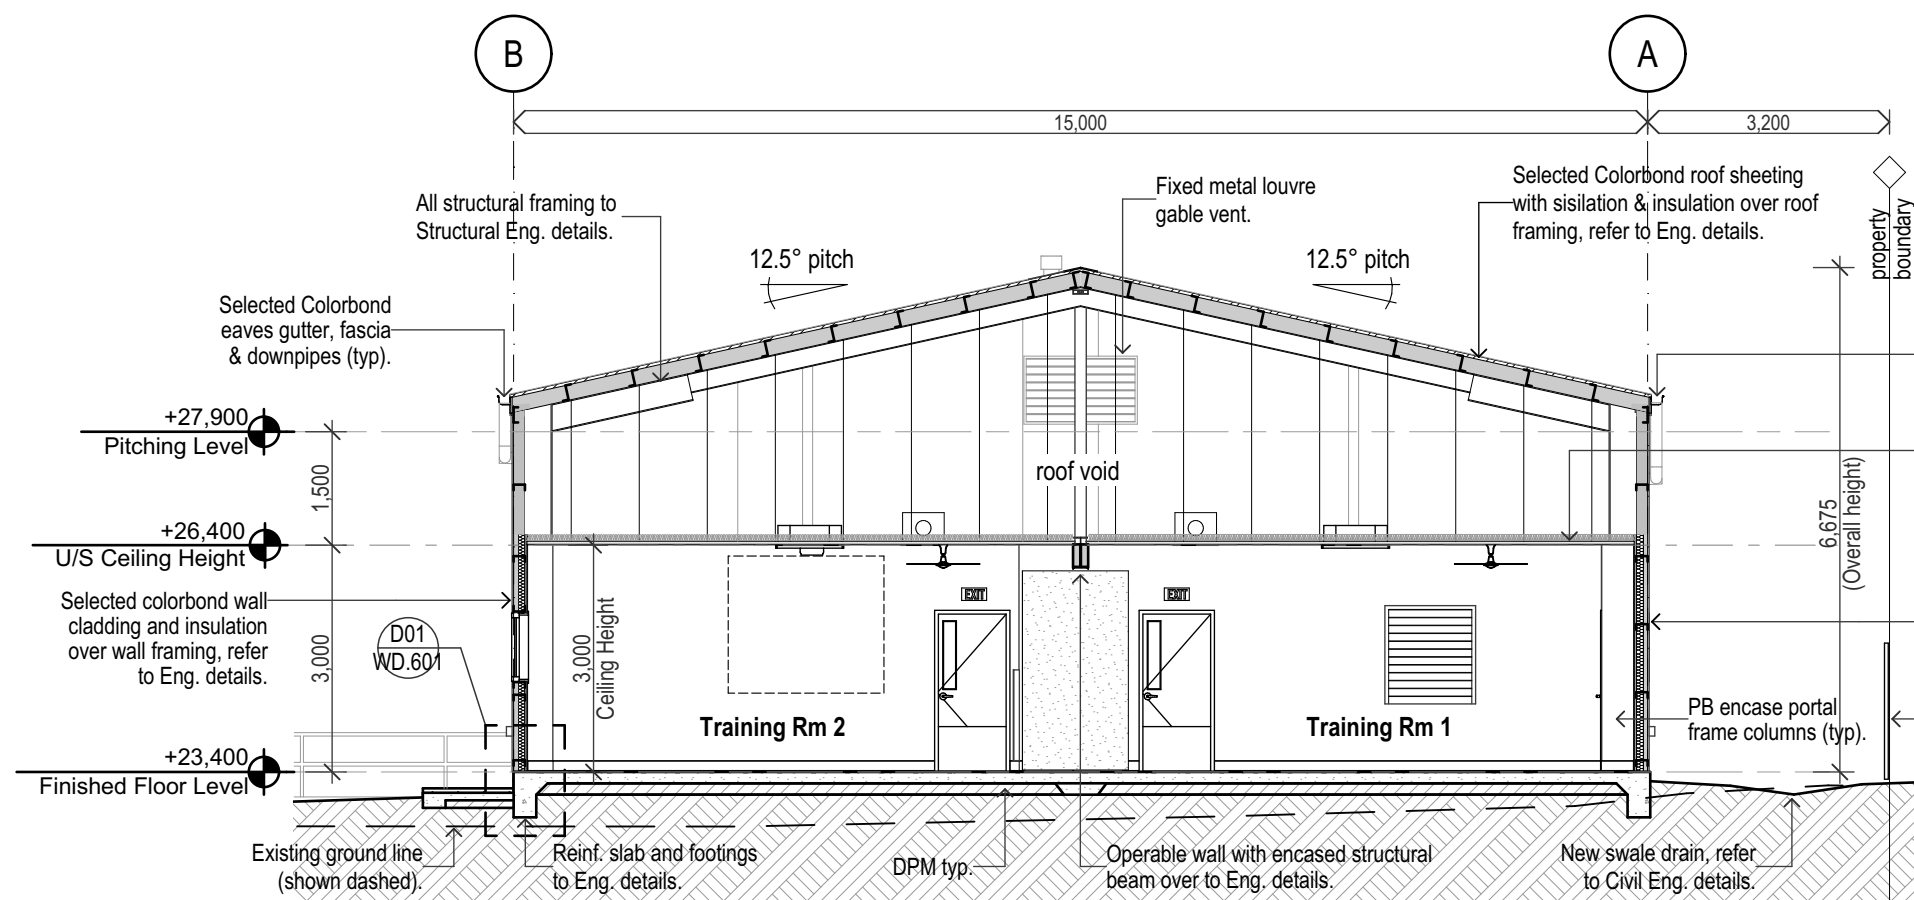 B
A
15,000
3,200
All structural framing to
Structural Eng. details.
Fixed metal louvre
gable vent.
Selected Colorbond roof sheeting
with sisilation & insulation over roof
framing, refer to Eng. details.
property
boundary
12.5° pitch
12.5° pitch
Selected Colorbond
eaves gutter, fascia
& downpipes (typ).
+27,900
Pitching Level
1,500
roof void
6,675
(Overall height)
+26,400
U/S Ceiling Height
Selected colorbond wall
cladding and insulation
over wall framing, refer
to Eng. details.
D01
WD.601
3,000
3,000
Ceiling Height
EXIT
EXIT
Training Rm 2
Training Rm 1
PB encase portal
frame columns (typ).
+23,400
Finished Floor Level
Existing ground line
(shown dashed).
Reinf. slab and footings
to Eng. details.
DPM typ.
Operable wall with encased structural
beam over to Eng. details.
New swale drain, refer
to Civil Eng. details.